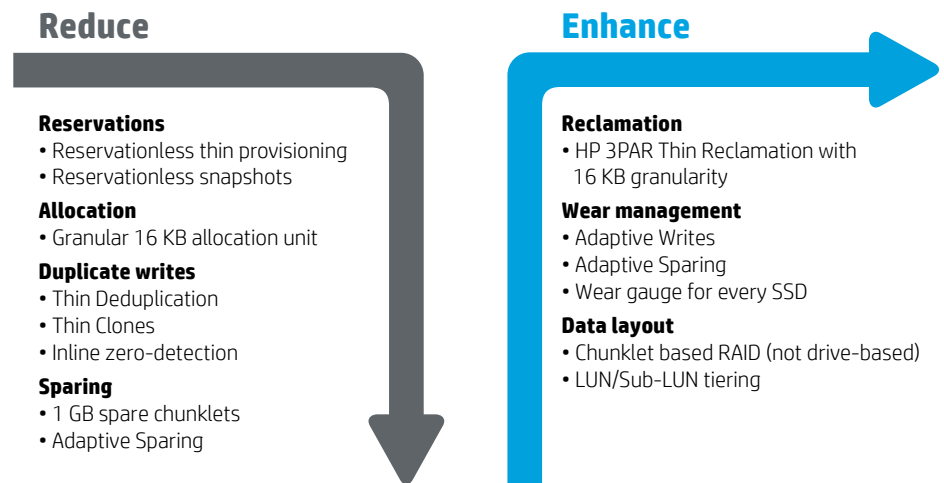 Reduce
Reservations
• Reservationless thin provisioning
• Reservationless snapshots
Allocation
• Granular 16 KB allocation unit
Duplicate writes
• Thin Deduplication
• Thin Clones
• Inline zero-detection
Sparing
• 1 GB spare chunklets
• Adaptive Sparing
Enhance
Reclamation
• HP 3PAR Thin Reclamation with
16 KB granularity
Wear management
• Adaptive Writes
• Adaptive Sparing
• Wear gauge for every SSD
Data layout
• Chunklet based RAID (not drive-based)
• LUN/Sub-LUN tiering